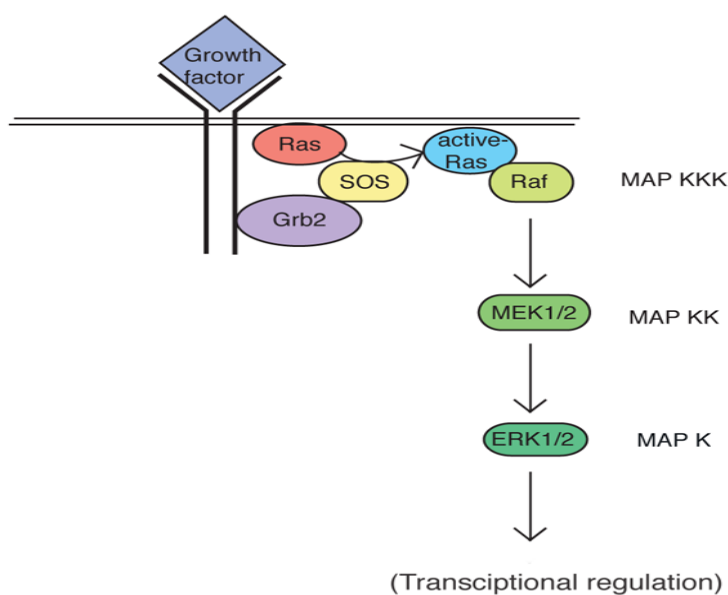 Growth
factor
Ras
active-
Ras
SOS
Raf
MAP KKK
Grb2
MEK1/2
MAP KK
ERK1/2
MAP K
(Transciptional regulation)